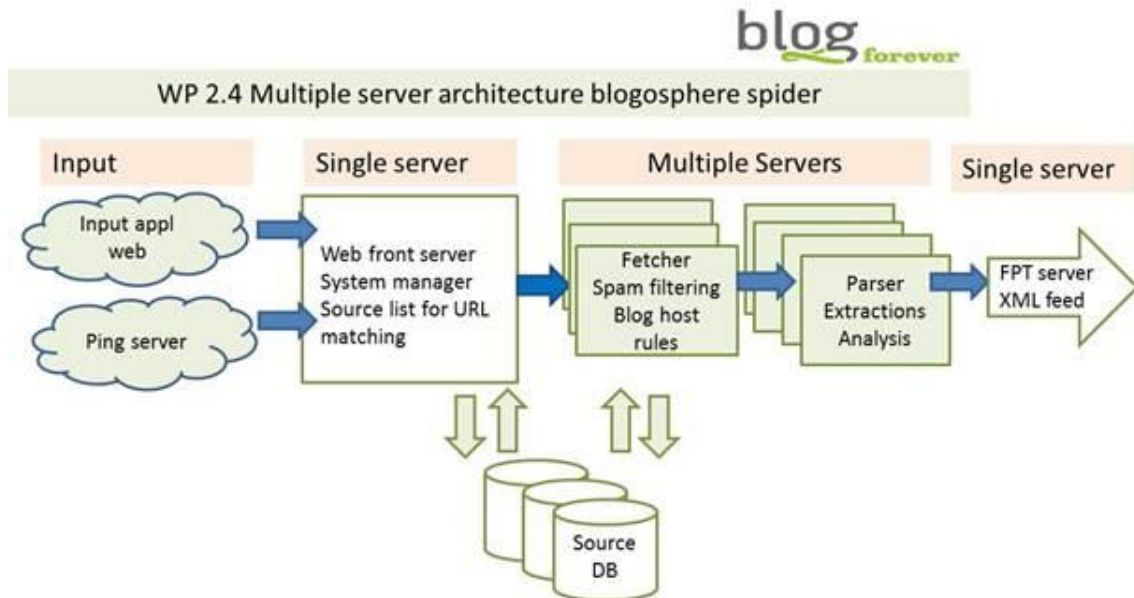 blog
forever
WP 2.4 Multiple server architecture blogosphere spider
Input
Single server
Multiple Servers
Single server
Input appl
web
Ping server
Web front server
System manager
Source list for URL
matching
Fetcher
Spam filtering
Blog host
rules
Parser
Extractions
Analysis
FPT server
XML feed
Source
DB